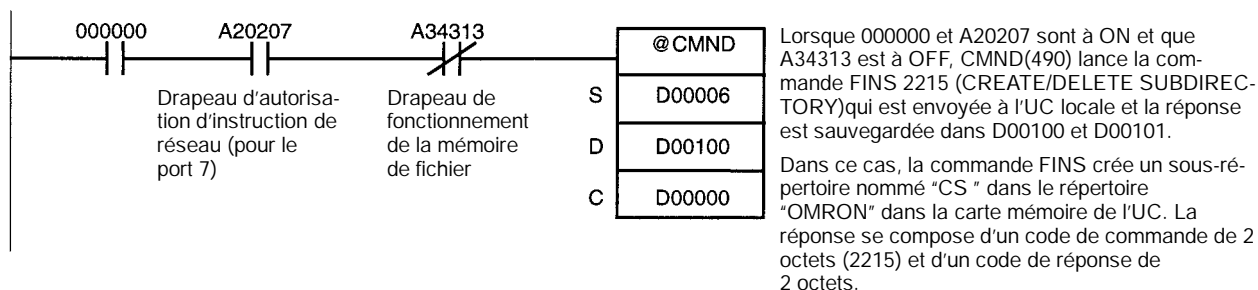 000000 A20207 A34313
@CMND
Drapeau d'autorisa-
tion d'instruction de
réseau (pour le
port 7)
Drapeau de
fonctionnement
de la mémoire
de fichier
S D00006
D D00100
C D00000
Lorsque 000000 et A20207 sont à ON et que
A34313 est à OFF, CMND(490) lance la com-
mande FINS 2215 (CREATE/DELETE SUBDIREC-
TORY)qui est envoyée à l'UC locale et la réponse
est sauvegardée dans D00100 et D00101.
Dans ce cas, la commande FINS crée un sous-ré-
pertoire nommé "CS " dans le répertoire
"OMRON" dans la carte mémoire de l'UC. La
réponse se compose d'un code de commande de 2
octets (2215) et d'un code de réponse de
2 octets.